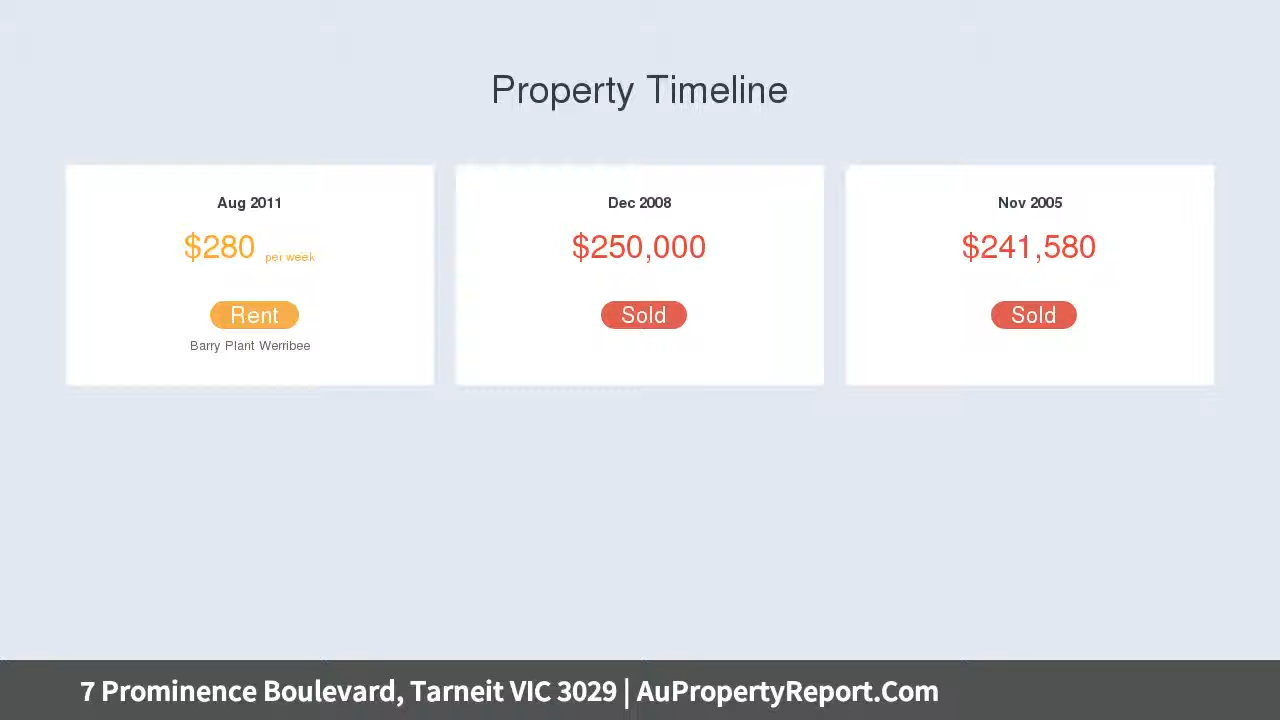 Property Timeline
Aug 2011
$280 per week
Rent
Barry Plant Werribee
Dec 2008
$250,000
Sold
Nov 2005
$241,580
Sold
7 Prominence Boulevard, Tarneit VIC 3029 | AuPropertyReport.Com